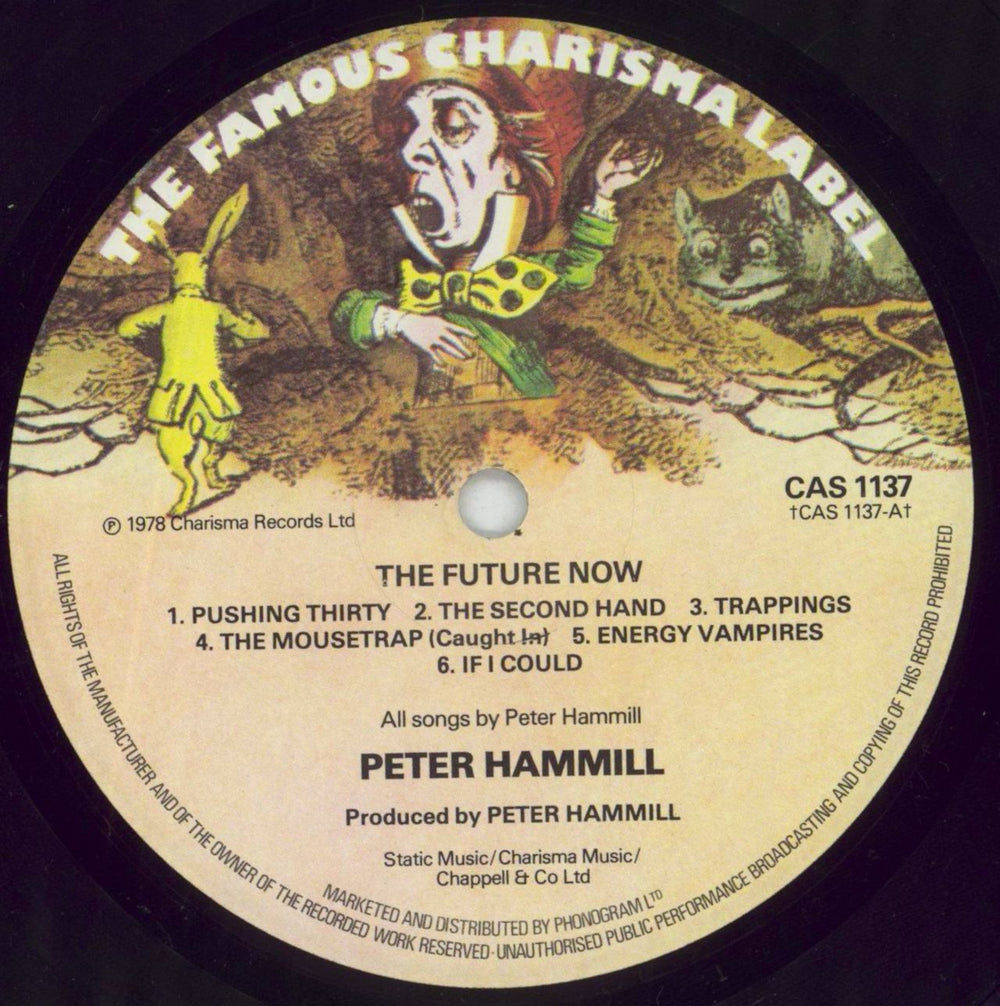 THE FAMOUS CHARISMA LABEL
CAS 1137
†CAS 1137-A†
Ⓟ 1978 Charisma Records Ltd
THE FUTURE NOW
1. PUSHING THIRTY 2. THE SECOND HAND 3. TRAPPINGS
4. THE MOUSETRAP (Caught In) 5. ENERGY VAMPIRES
6. IF I COULD
All songs by Peter Hammill
PETER HAMMILL
Produced by PETER HAMMILL
Static Music/Charisma Music/
Chappell & Co Ltd
MARKETED AND DISTRIBUTED BY PHONOGRAM LTD
ALL RIGHTS OF THE MANUFACTURER AND OF THE OWNER OF THE RECORDED WORK RESERVED · UNAUTHORISED PUBLIC PERFORMANCE BROADCASTING AND COPYING OF THIS RECORD PROHIBITED